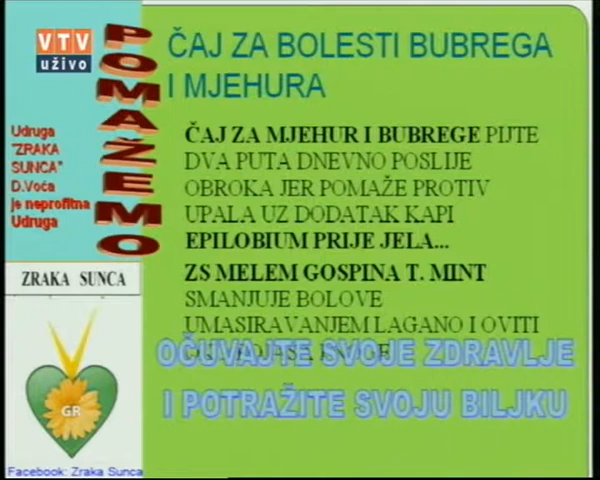 VTV
uživo
POMAŽEMO
Udruga
"ZRAKA
SUNCA"
D.Voća
je neprofitna
Udruga
ZRAKA SUNCA
GR
Facebook: Zraka Sunca
ČAJ ZA BOLESTI BUBREGA
I MJEHURA
ČAJ ZA MJEHUR I BUBREGE PIJTE
DVA PUTA DNEVNO POSLIJE
OBROKA JER POMAŽE PROTIV
UPALA UZ DODATAK KAPI
EPILOBIUM PRIJE JELA...
ZS MELEM GOSPINA T. MINT
SMANJUJE BOLOVE
UMASIRAVANJEM LAGANO I OVITI
OČUVAJTE SVOJE ZDRAVLJE
I POTRAŽITE SVOJU BILJKU